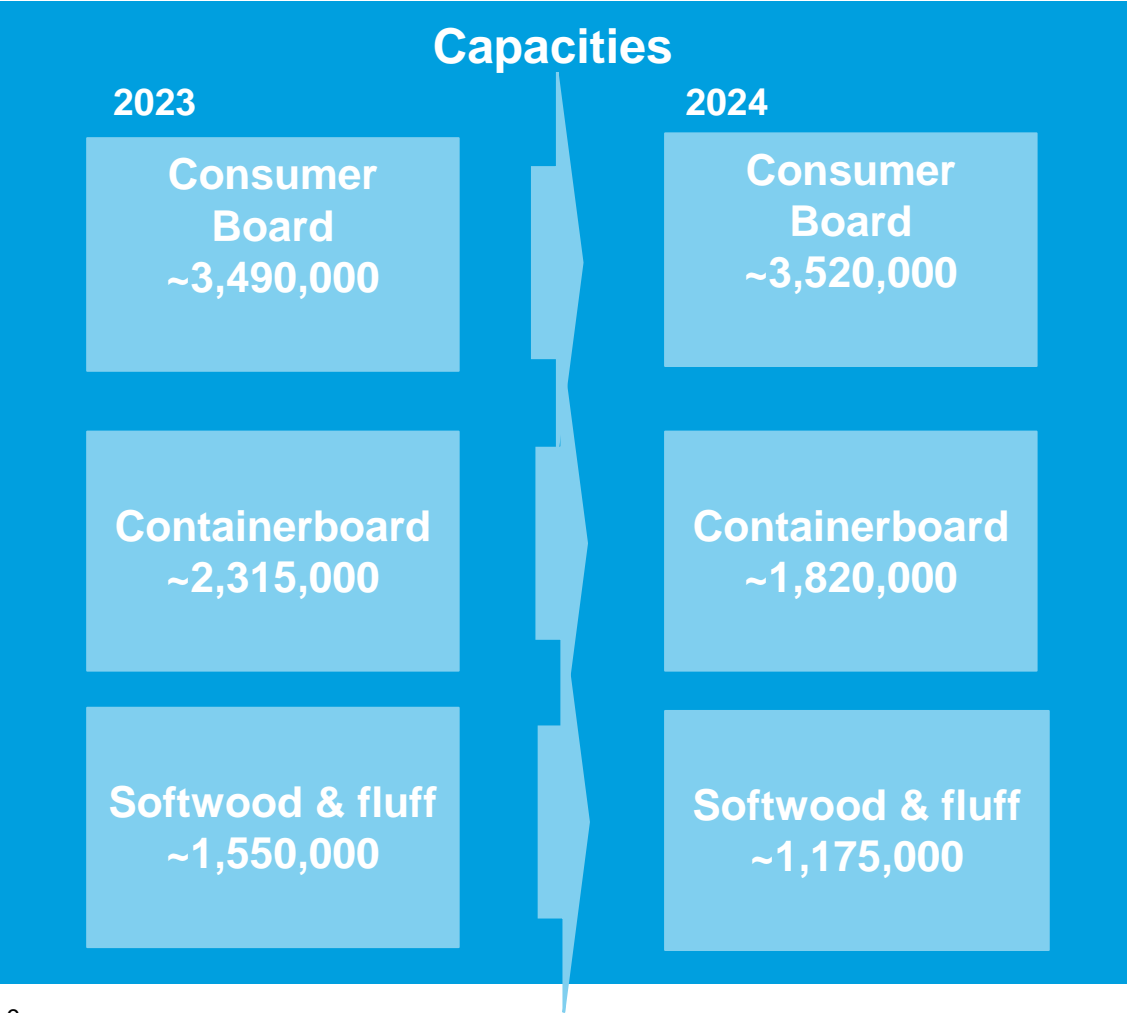 Capacities
2023
Consumer
Board
~3,490,000
Containerboard
~2,315,000
Softwood & fluff
~1,550,000
2024
Consumer
Board
~3,520,000
Containerboard
~1,820,000
Softwood & fluff
~1,175,000